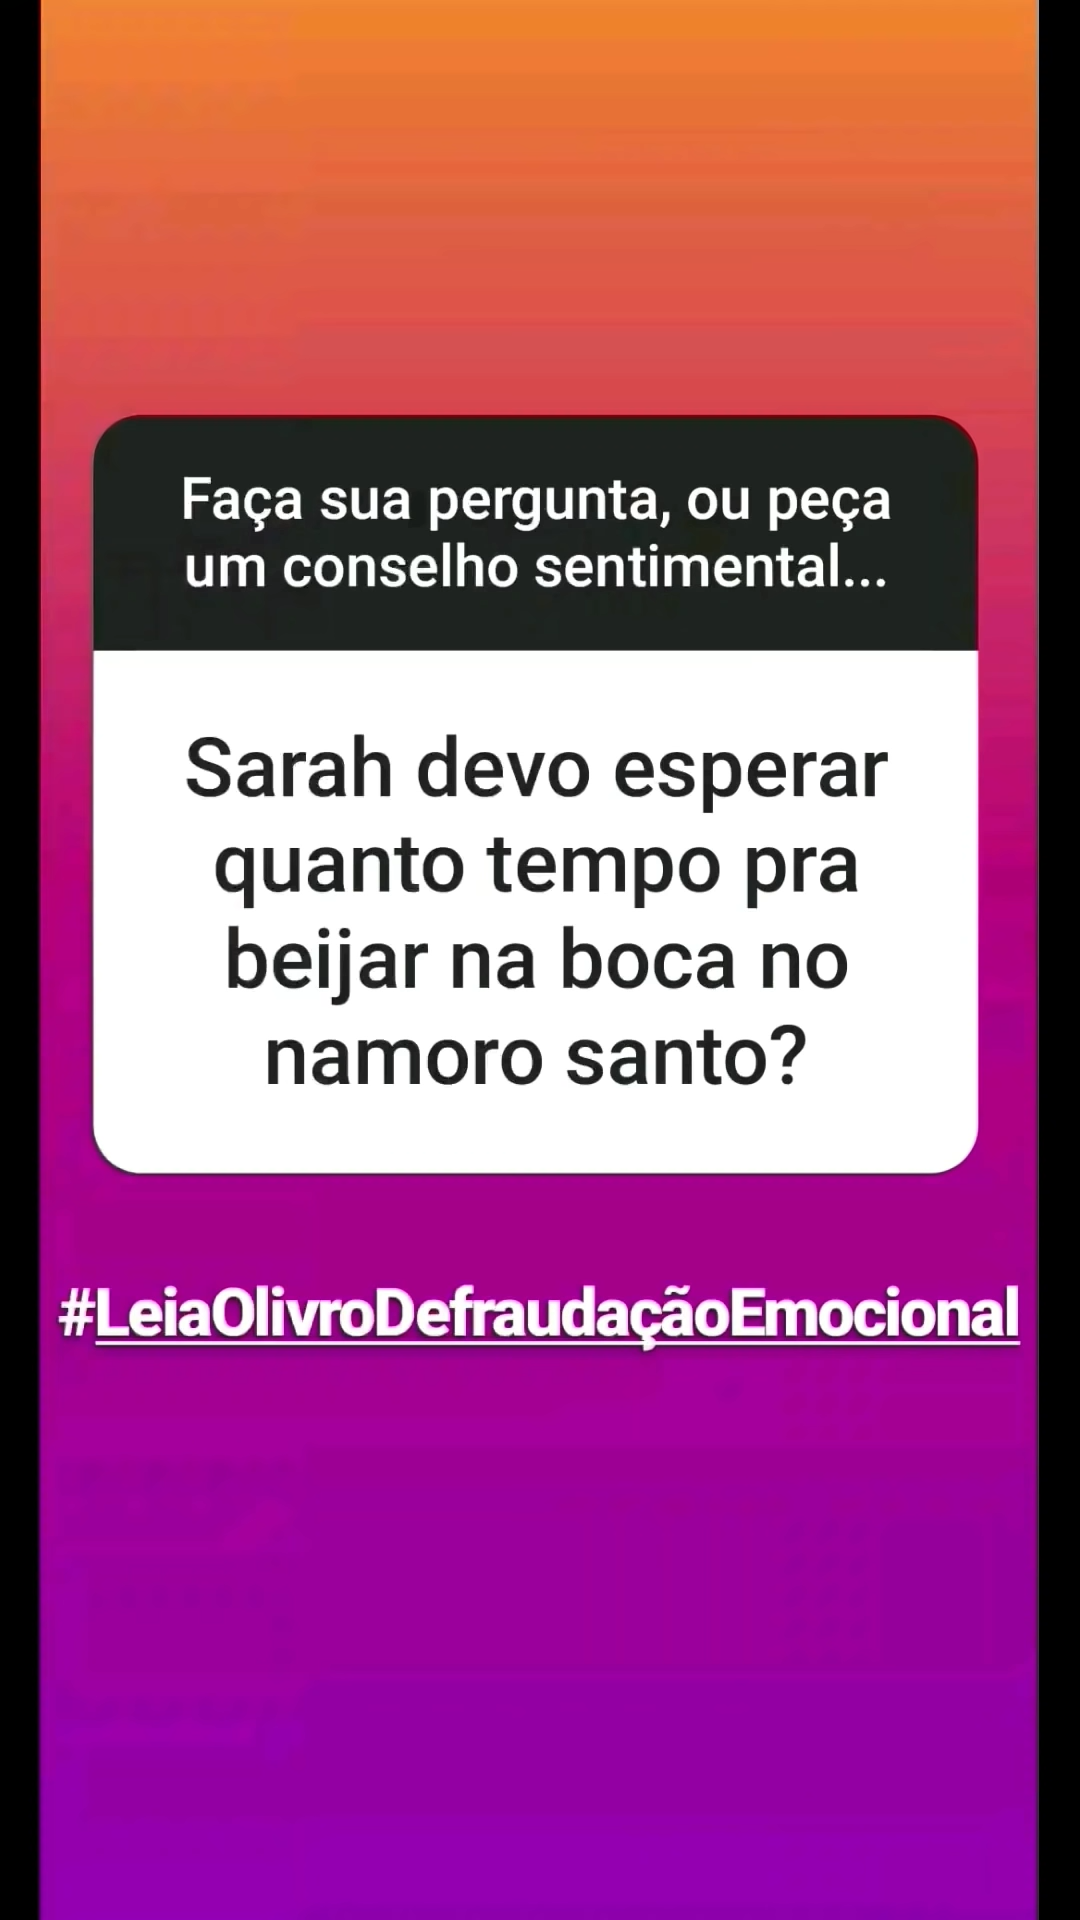 Faça sua pergunta, ou peça
um conselho sentimental...
Sarah devo esperar
quanto tempo pra
beijar na boca no
namoro santo?
#LeiaOlivroDefraudaçãoEmocional